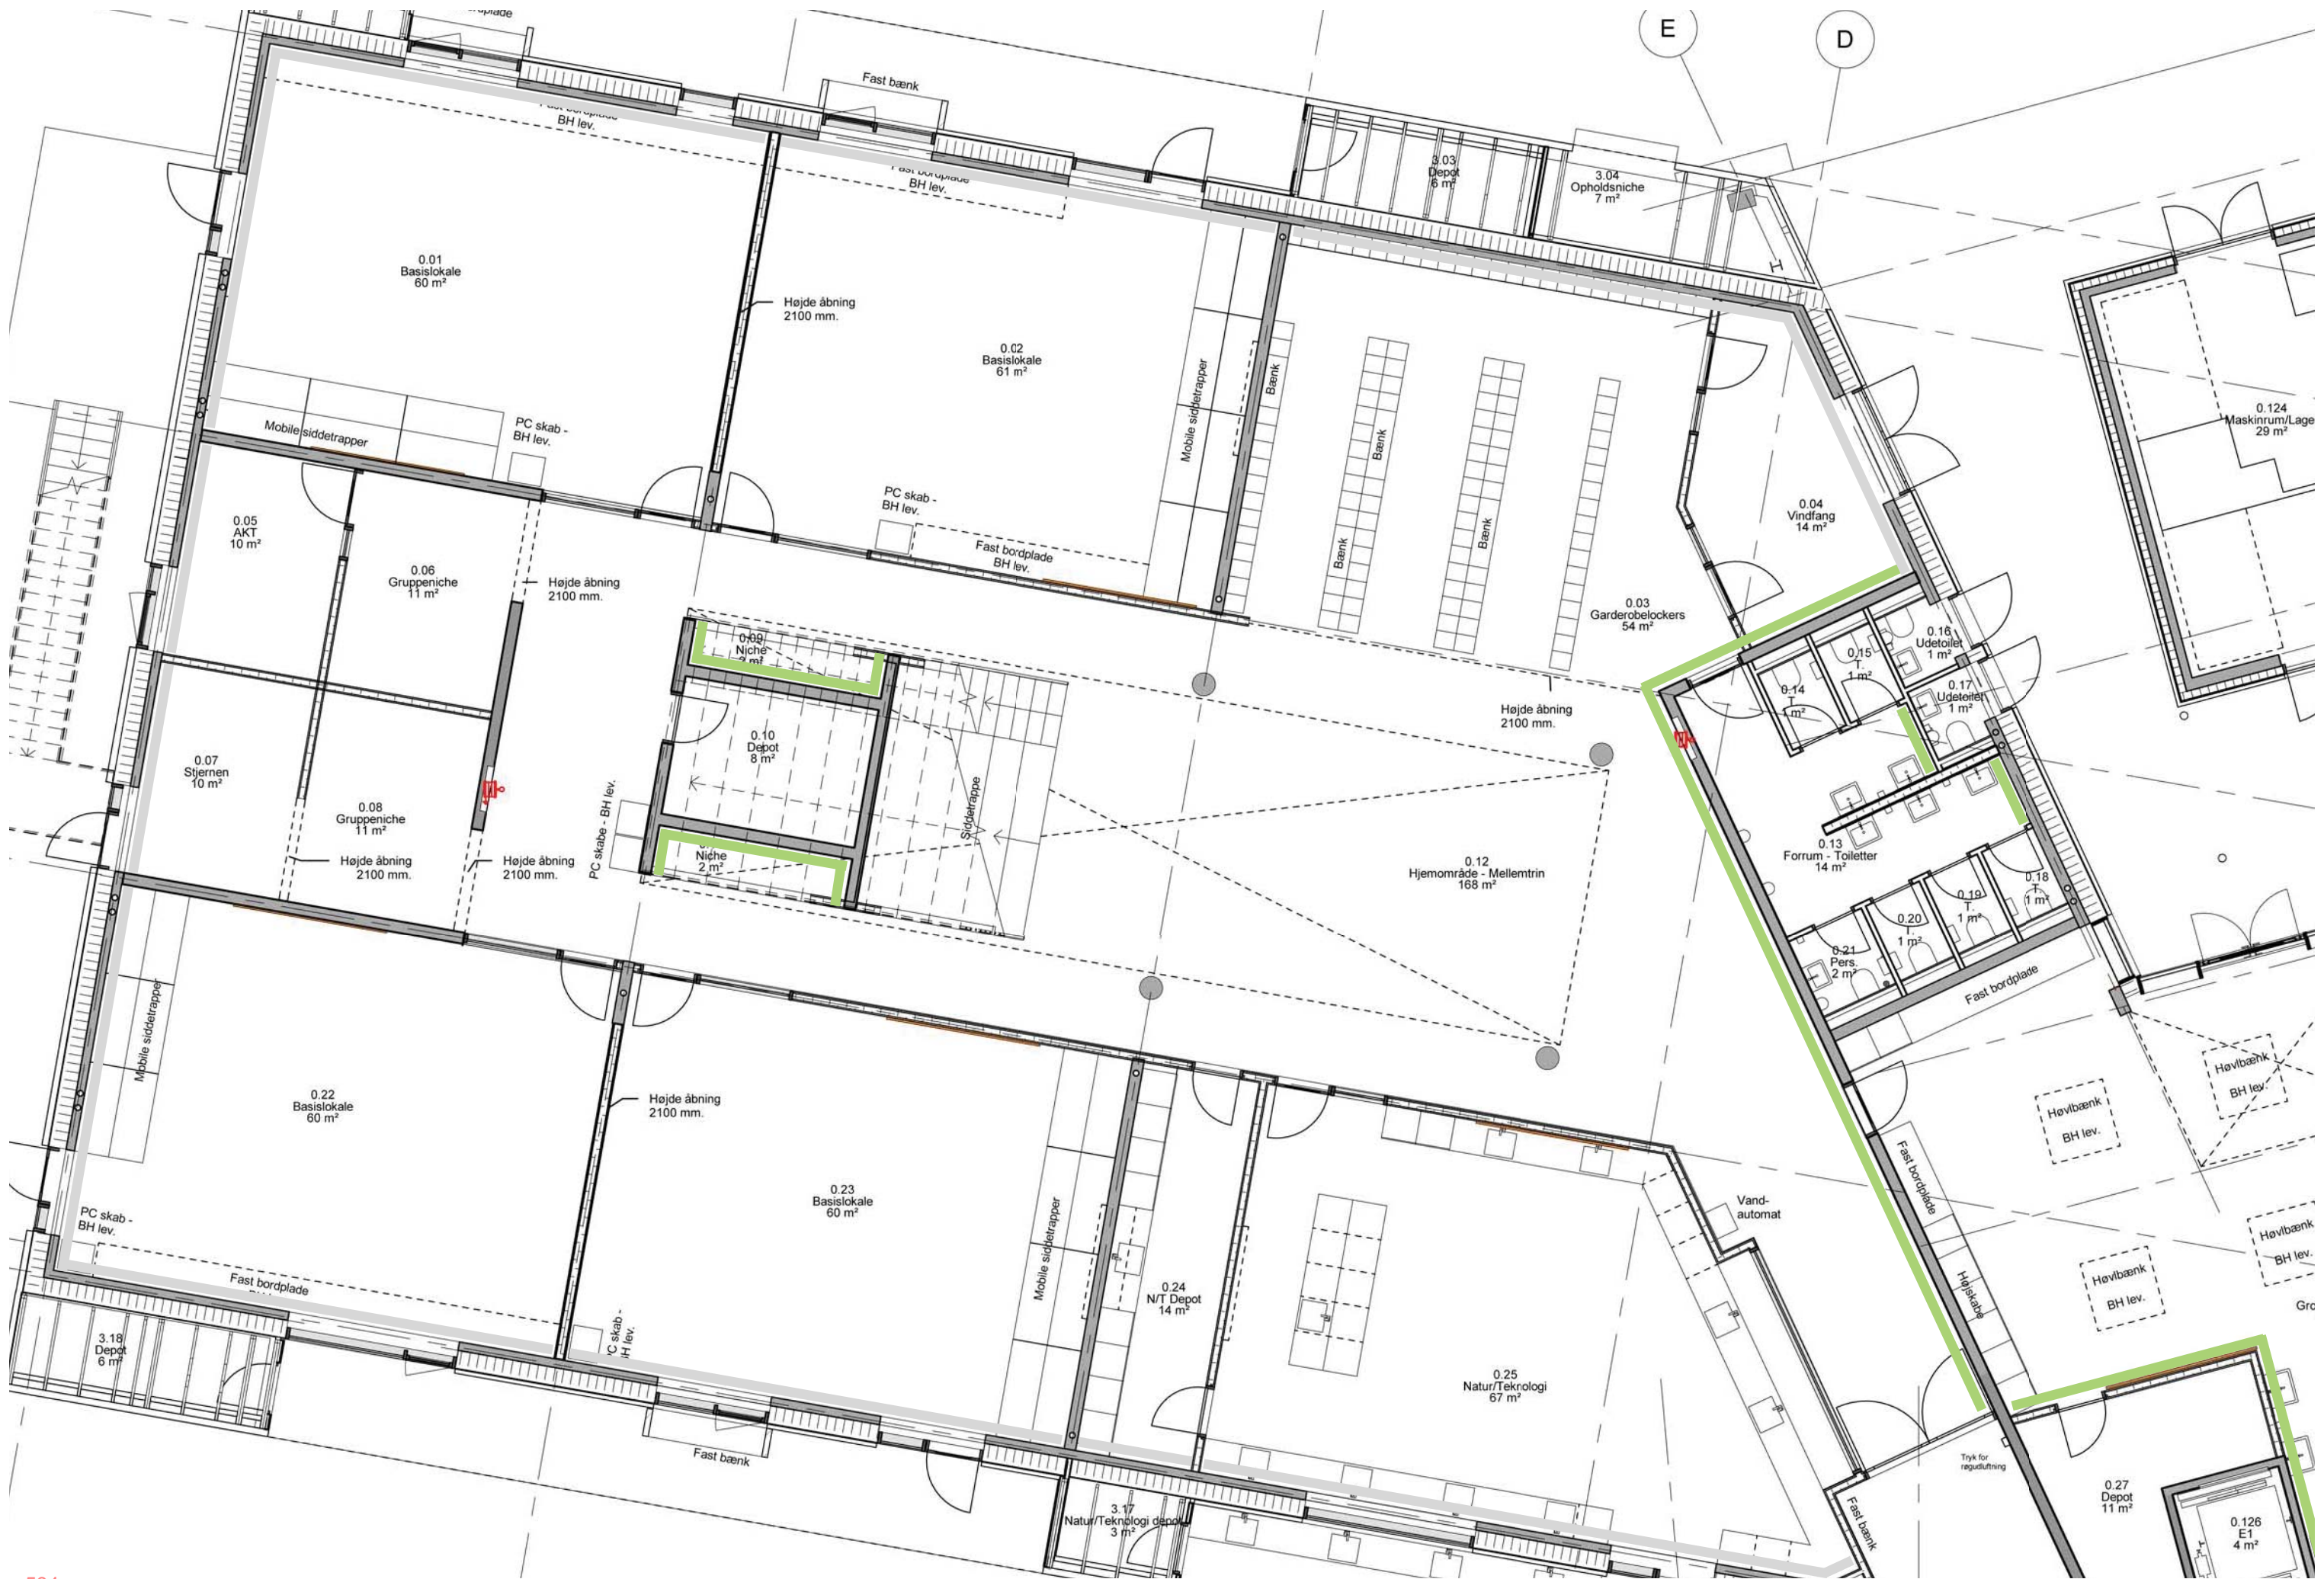 E
D
Fast bænk
BH lev.
BH lev.
3.03
Depot
6 m²
3.04
Opholdsniche
7 m²
H
0.01
Basislokale
60 m²
Højde åbning
2100 mm.
0.02
Basislokale
61 m²
Mobile siddetrapper
Bænk
Bænk
Bænk
Bænk
0.124
Maskinrum/Lage
29 m²
Mobile siddetrapper
PC skab -
BH lev.
PC skab -
BH lev.
Fast bordplade
BH lev.
0.04
Vindfang
14 m²
0.05
AKT
10 m²
0.06
Gruppeniche
11 m²
Højde åbning
2100 mm.
0.03
Garderobelockers
54 m²
0.09
Niche
2 m²
0.16
Udetoilet
1 m²
0.15
T.
1 m²
0.17
Udetoilet
1 m²
0.14
T.
1 m²
Højde åbning
2100 mm.
0.10
Depot
8 m²
0.07
Stjernen
10 m²
0.08
Gruppeniche
11 m²
PC skabe - BH lev.
Siddetrappe
Højde åbning
2100 mm.
Højde åbning
2100 mm.
Niche
2 m²
0.12
Hjemområde - Mellemtrin
168 m²
0.13
Forrum - Toiletter
14 m²
0.18
T.
1 m²
0.19
T.
1 m²
0.20
T.
1 m²
0.21
Pers.
2 m²
Fast bordplade
Mobile siddetrapper
0.22
Basislokale
60 m²
Højde åbning
2100 mm.
Høvlbænk
BH lev.
Høvlbænk
BH lev.
0.23
Basislokale
60 m²
Mobile siddetrapper
Vand-
automat
Fast bordplade
Højskabe
Høvlbænk
BH lev.
Høvlbænk
BH lev.
PC skab -
BH lev.
Fast bordplade
0.24
N/T Depot
14 m²
Grc
3.18
Depot
6 m²
PC skab -
BH lev.
0.25
Natur/Teknologi
67 m²
Fast bænk
Tryk for
røgudluftning
0.27
Depot
11 m²
3.17
Natur/Teknologi depot
3 m²
Fast bænk
0.126
E1
4 m²